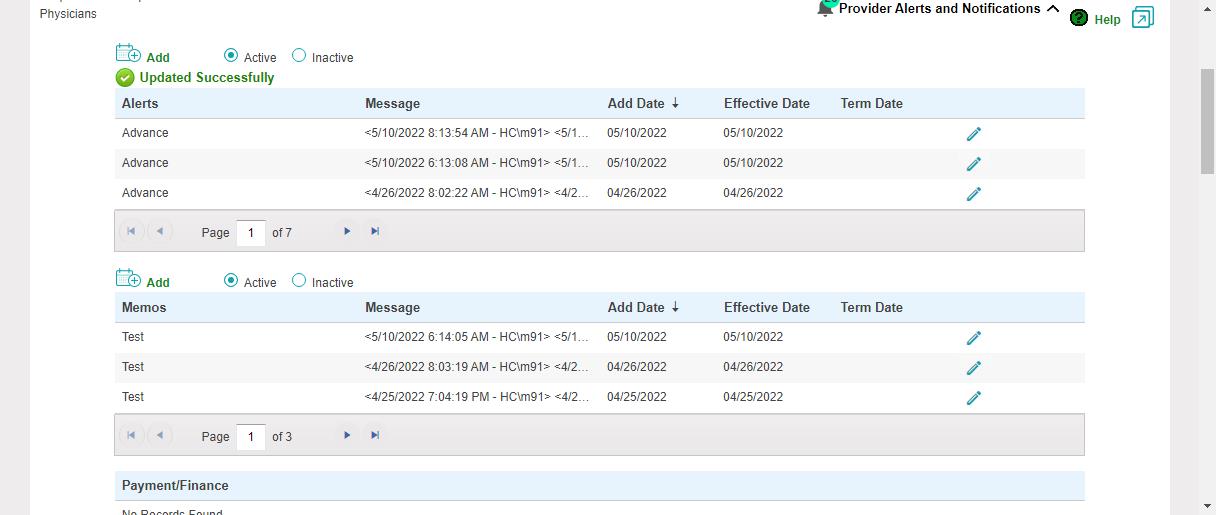 Physicians
Provider Alerts and Notifications
Help
Add Active Inactive
Updated Successfully
Alerts Message Add Date ↓ Effective Date Term Date
Advance <5/10/2022 8:13:54 AM - HC\m91> <5/1... 05/10/2022 05/10/2022
Advance <5/10/2022 6:13:08 AM - HC\m91> <5/1... 05/10/2022 05/10/2022
Advance <4/26/2022 8:02:22 AM - HC\m91> <4/2... 04/26/2022 04/26/2022
Page 1 of 7
Add Active Inactive
Memos Message Add Date ↓ Effective Date Term Date
Test <5/10/2022 6:14:05 AM - HC\m91> <5/1... 05/10/2022 05/10/2022
Test <4/26/2022 8:03:19 AM - HC\m91> <4/2... 04/26/2022 04/26/2022
Test <4/25/2022 7:04:19 PM - HC\m91> <4/2... 04/25/2022 04/25/2022
Page 1 of 3
Payment/Finance
No Records Found